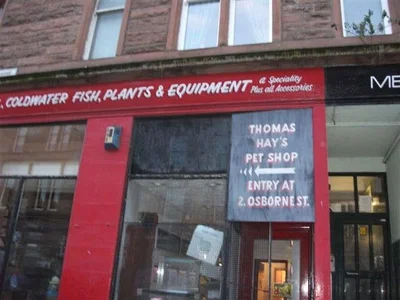 , COLDWATER FISH, PLANTS & EQUIPMENT a Speciality
Plus all Accessories
ME
THOMAS
HAY'S
PET SHOP
ENTRY AT
2. OSBORNE ST.